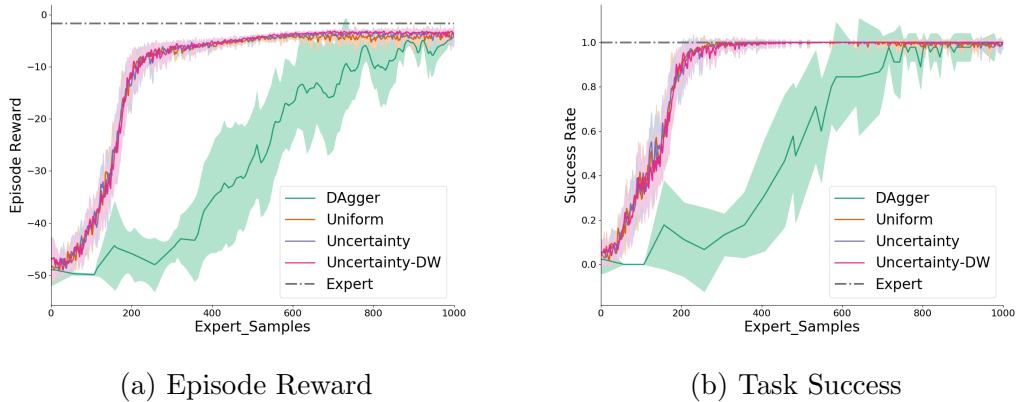 0
−10
−20
−30
−40
−50
Episode Reward
0
200
400
600
800
1000
Expert_Samples
DAgger
Uniform
Uncertainty
Uncertainty-DW
Expert
(a) Episode Reward
1.0
0.8
0.6
0.4
0.2
0.0
Success Rate
0
200
400
600
800
1000
Expert_Samples
DAgger
Uniform
Uncertainty
Uncertainty-DW
Expert
(b) Task Success